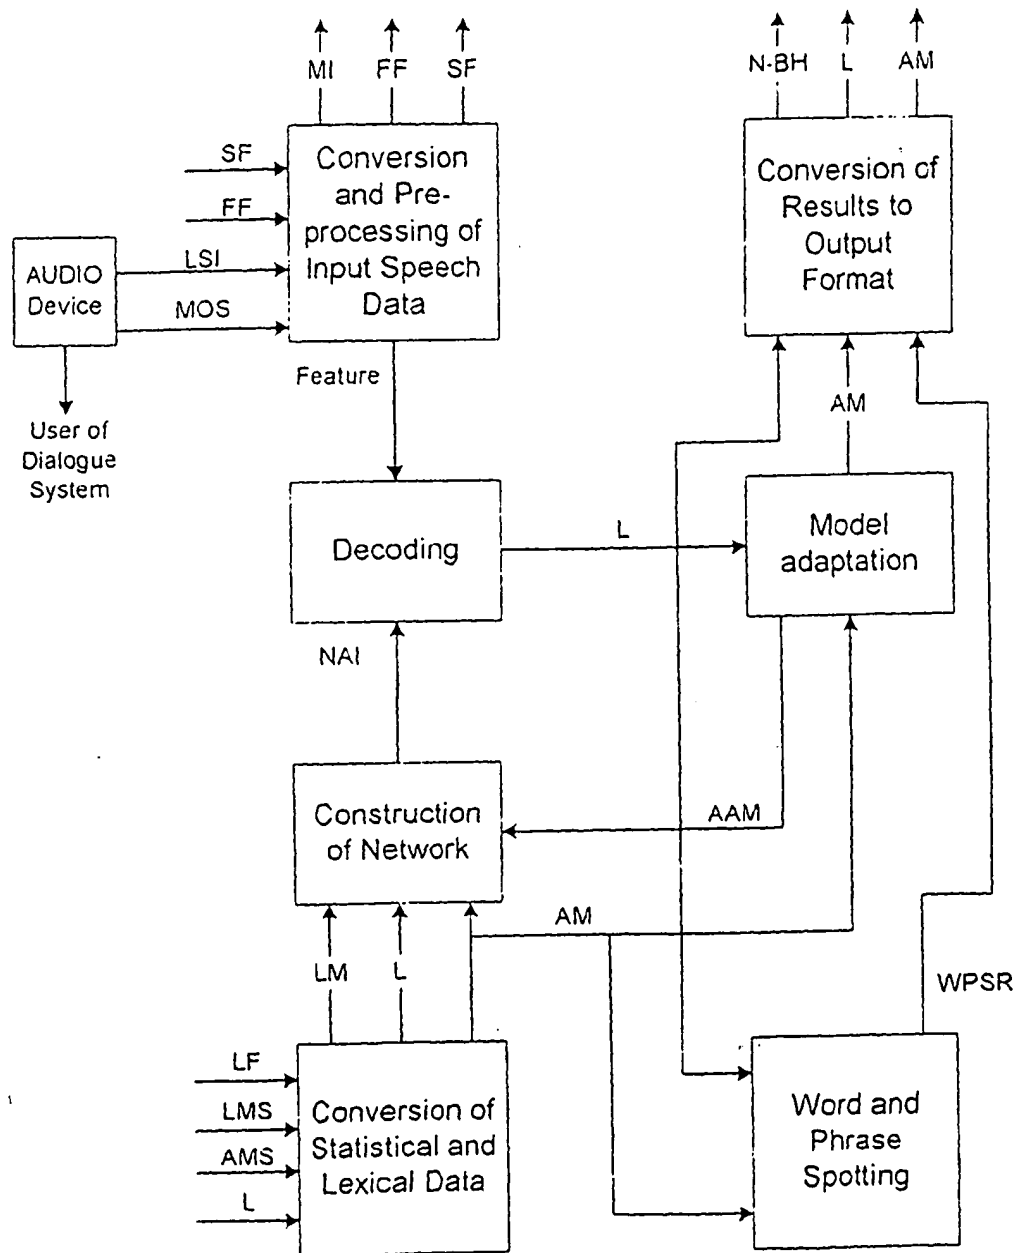 MI FF SF
N-BH L AM
SF
Conversion
and Pre-
processing of
Input Speech
Data
FF
LSI
MOS
AUDIO
Device
User of
Dialogue
System
Conversion of
Results to
Output
Format
Feature
AM
Decoding
L
Model
adaptation
NAI
Construction
of Network
AAM
AM
LM L
WPSR
LF
LMS
AMS
L
Conversion of
Statistical and
Lexical Data
Word and
Phrase
Spotting